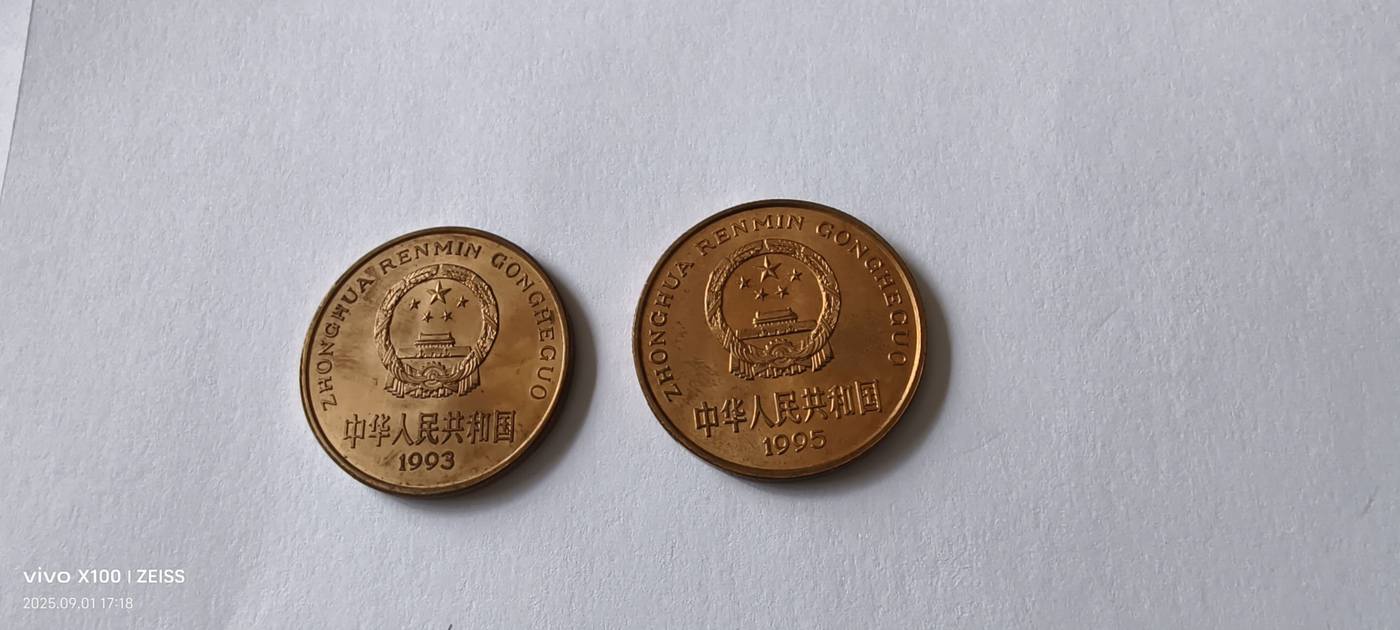 ZHONGHUA RENMIN GONGHEGUO
中华人民共和国
1993
ZHONGHUA RENMIN GONGHEGUO
中华人民共和国
1995
vivo X100 | ZEISS
2025.09.01 17:18